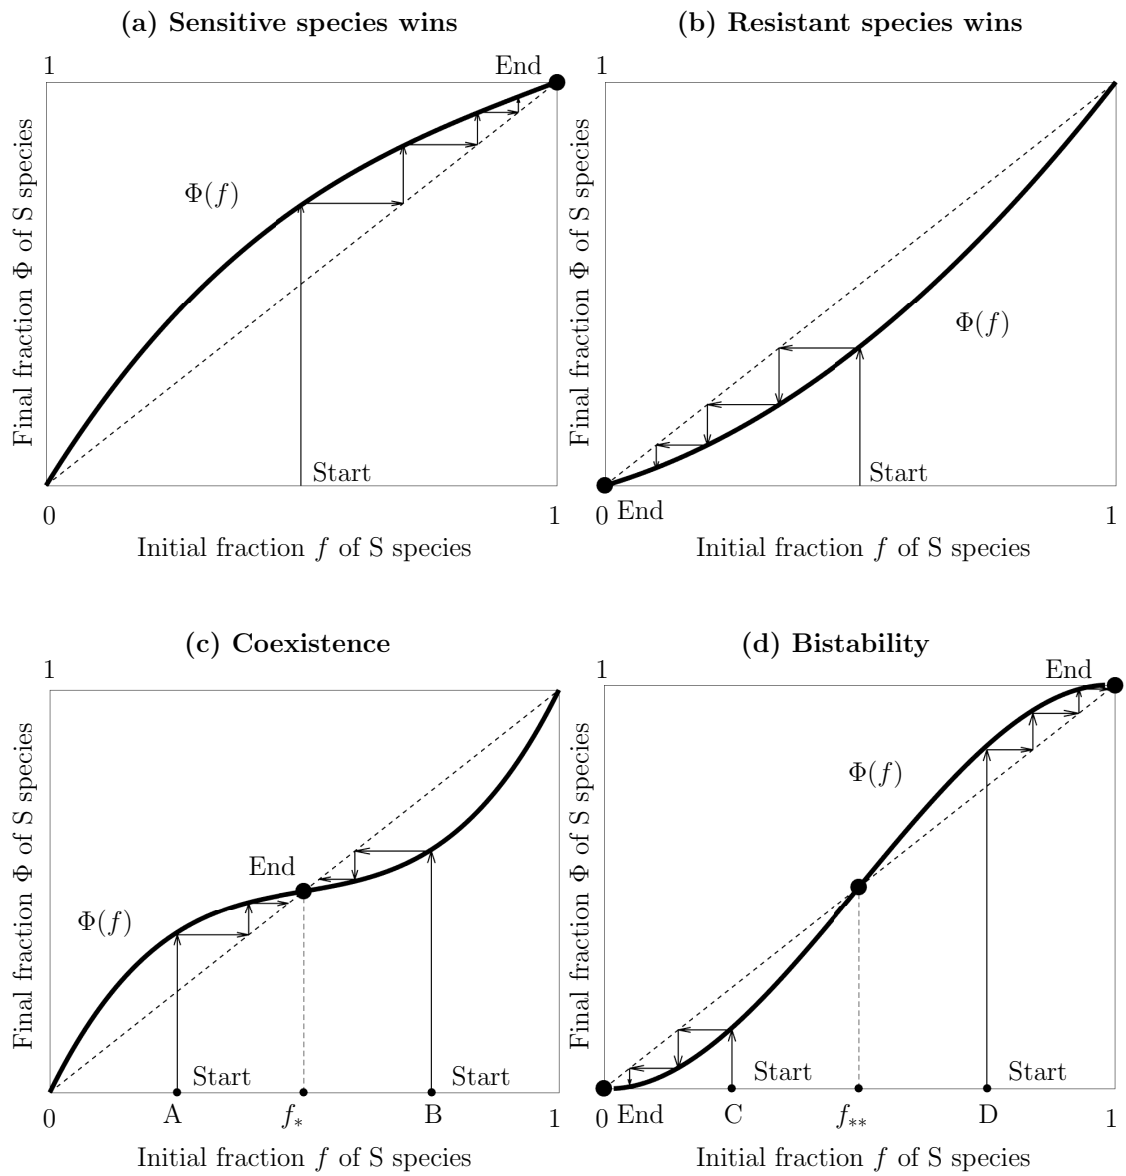 (a) Sensitive species wins
1
End
Final fraction Φ of S species
Φ(f)
Start
0
1
Initial fraction f of S species
(b) Resistant species wins
1
Final fraction Φ of S species
Φ(f)
Start
0
End
1
Initial fraction f of S species
(c) Coexistence
1
Final fraction Φ of S species
End
Φ(f)
Start
Start
0
A
f*
B
1
Initial fraction f of S species
(d) Bistability
1
End
Final fraction Φ of S species
Φ(f)
Start
Start
0
End
C
f**
D
1
Initial fraction f of S species